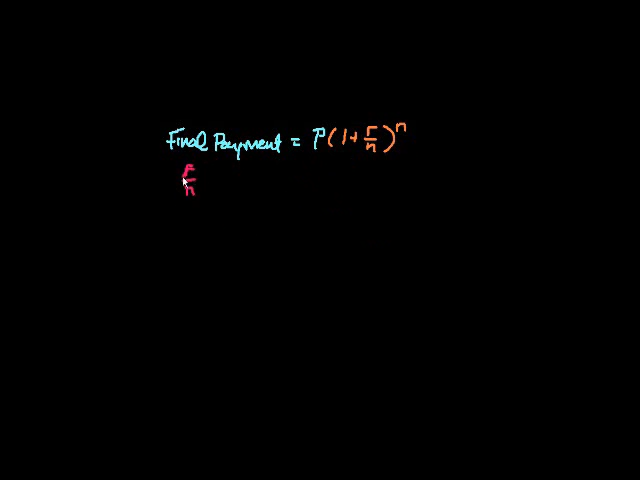 Final Payment = P(1+r/n)^n
r/n